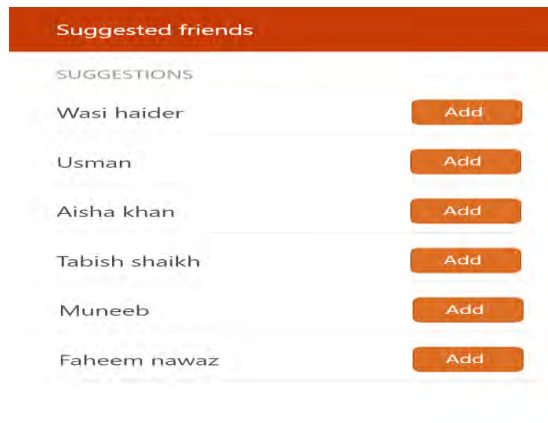 Suggested friends
SUGGESTIONS
Wasi haider Add
Usman Add
Aisha khan Add
Tabish shaikh Add
Muneeb Add
Faheem nawaz Add